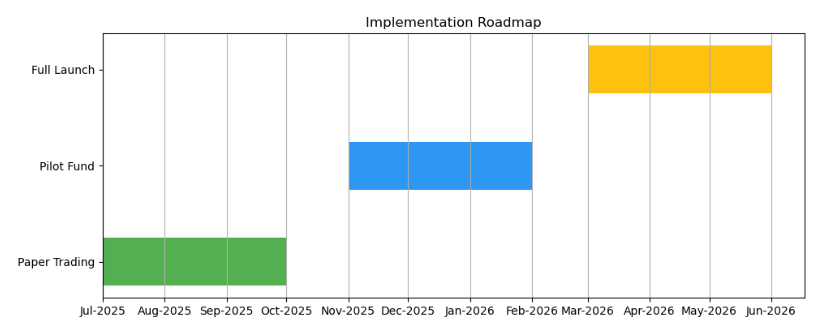 Implementation Roadmap
Full Launch
Pilot Fund
Paper Trading
Jul-2025 Aug-2025 Sep-2025 Oct-2025 Nov-2025 Dec-2025 Jan-2026 Feb-2026 Mar-2026 Apr-2026 May-2026 Jun-2026